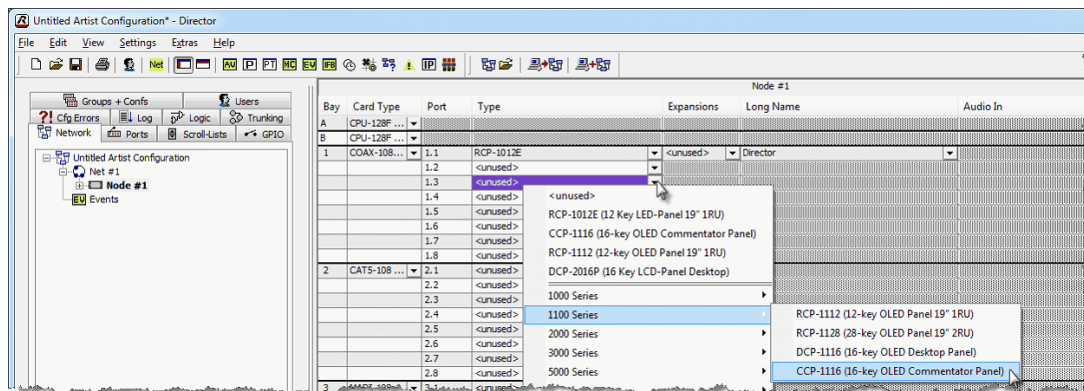 Untitled Artist Configuration* - Director
File Edit View Settings Extras Help
Net AV P PT MC EV IFB IP
Node #1
Groups + Confs Users
?! Cfg Errors Log Logic Trunking
Network Ports Scroll-Lists GPIO
Untitled Artist Configuration
Net #1
Node #1
EV Events
Bay Card Type Port Type Expansions Long Name Audio In
A CPU-128F ...
B CPU-128F ...
1 COAX-108... 1.1 RCP-1012E <unused> Director
1.2 <unused>
1.3 <unused>
1.4 <unused>
1.5 <unused>
1.6 <unused>
1.7 <unused>
1.8 <unused>
2 CAT5-108 ... 2.1 <unused>
2.2 <unused>
2.3 <unused>
2.4 <unused>
2.5 <unused>
2.6 <unused>
2.7 <unused>
2.8 <unused>
<unused>
RCP-1012E (12 Key LED-Panel 19" 1RU)
CCP-1116 (16-key OLED Commentator Panel)
RCP-1112 (12-key OLED Panel 19" 1RU)
DCP-2016P (16 Key LCD-Panel Desktop)
1000 Series
1100 Series
2000 Series
3000 Series
5000 Series
RCP-1112 (12-key OLED Panel 19" 1RU)
RCP-1128 (28-key OLED Panel 19" 2RU)
DCP-1116 (16-key OLED Desktop Panel)
CCP-1116 (16-key OLED Commentator Panel)
3